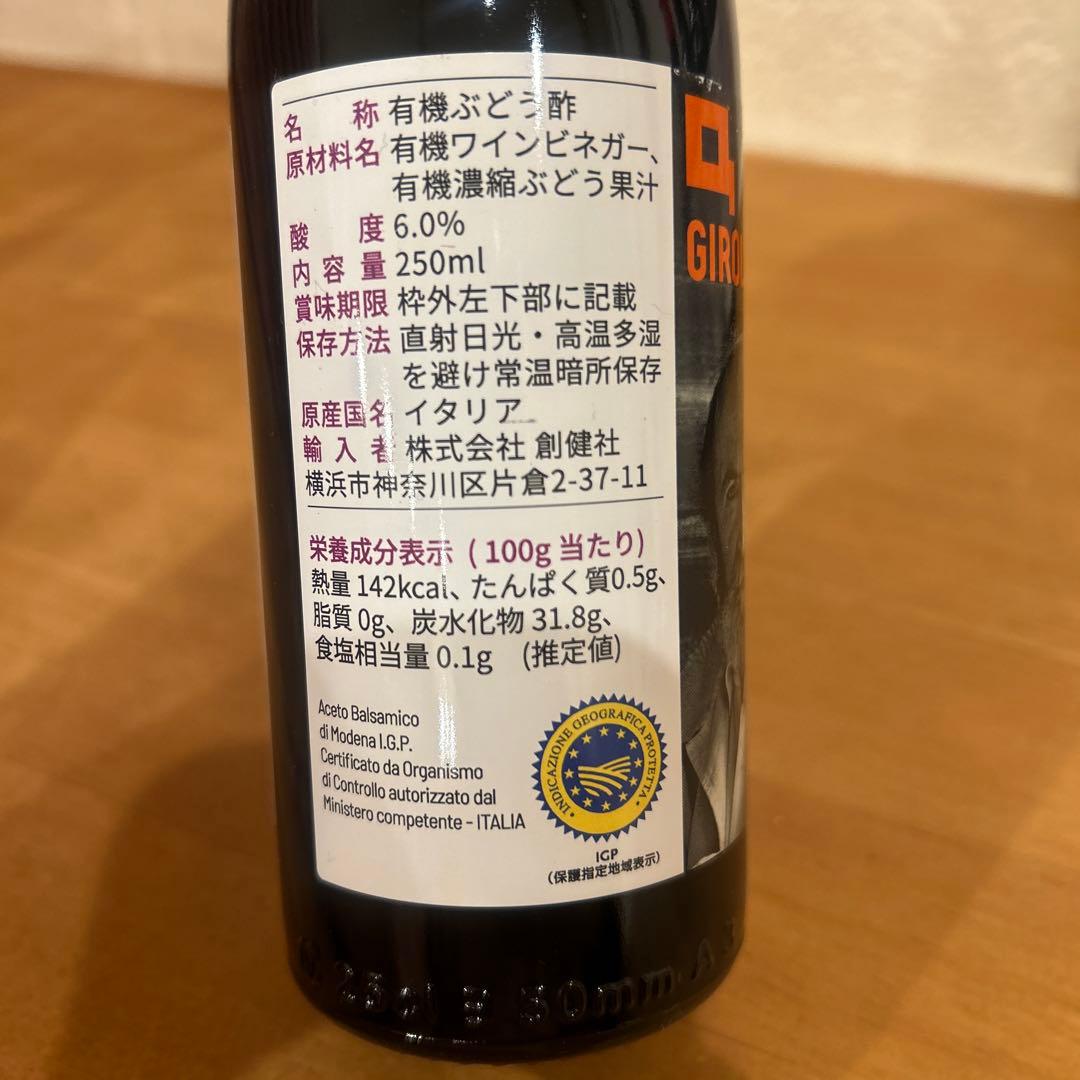 名称 有機ぶどう酢
原材料名 有機ワインビネガー、
有機濃縮ぶどう果汁
酸度 6.0%
内容量 250ml
賞味期限 枠外左下部に記載
保存方法 直射日光・高温多湿
を避け常温暗所保存
原産国名 イタリア
輸入者 株式会社 創健社
横浜市神奈川区片倉2-37-11
栄養成分表示 (100g当たり)
熱量 142kcal、たんぱく質0.5g、
脂質 0g、炭水化物 31.8g、
食塩相当量 0.1g (推定値)
Aceto Balsamico
di Modena I.G.P.
Certificato da Organismo
di Controllo autorizzato dal
Ministero competente - ITALIA
INDICAZIONE GEOGRAFICA PROTETTA
IGP
(保護指定地域表示)
GIRO
25cl 50mm